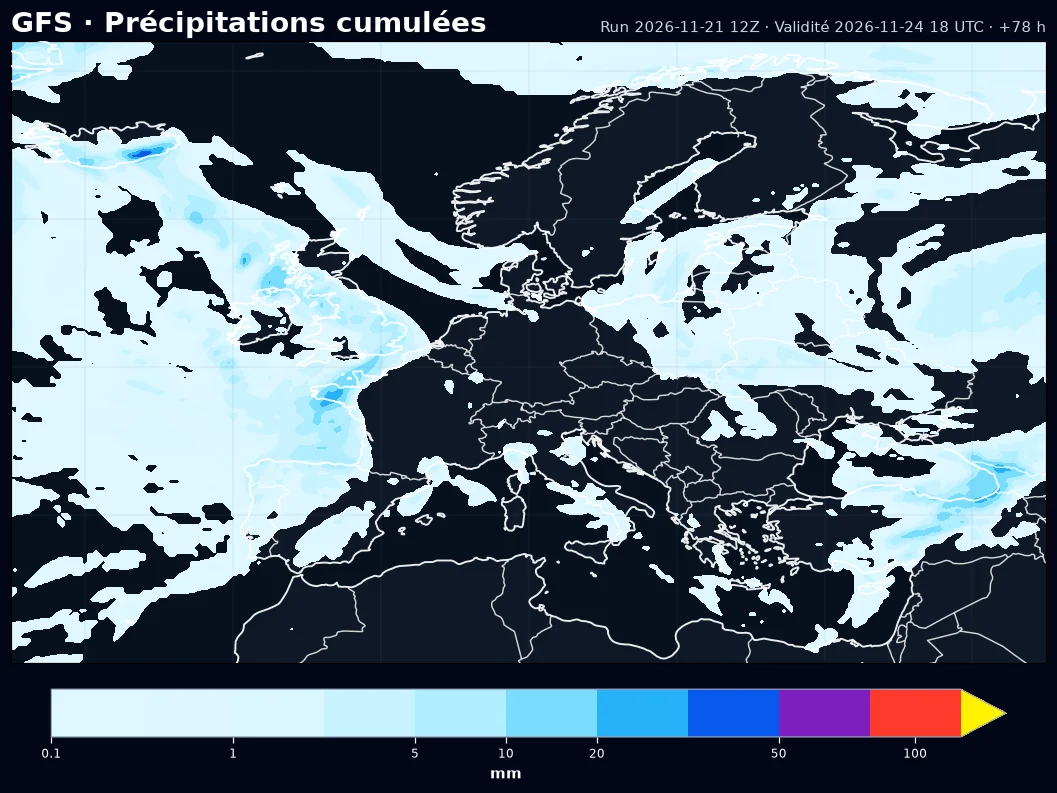 GFS · Précipitations cumulées
Run 2026-11-21 12Z · Validité 2026-11-24 18 UTC · +78 h
0.1 1 5 10 20 50 100
mm